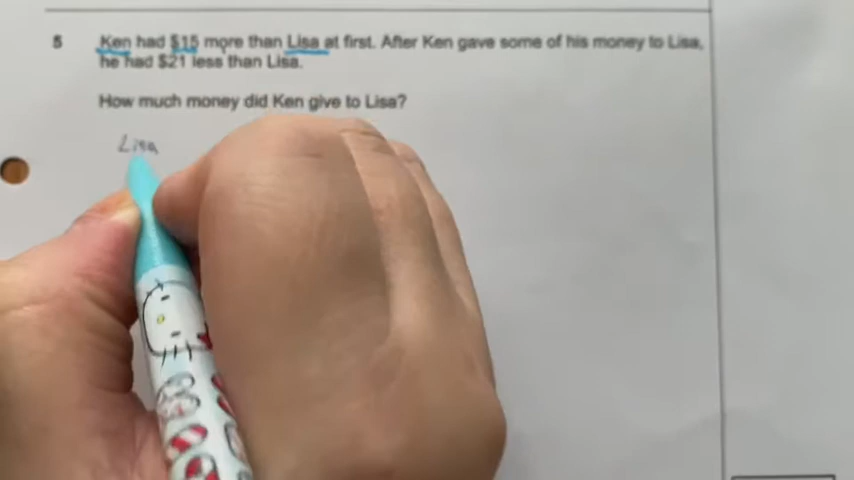 5 Ken had $15 more than Lisa at first. After Ken gave some of his money to Lisa,
he had $21 less than Lisa.
How much money did Ken give to Lisa?
Lisa